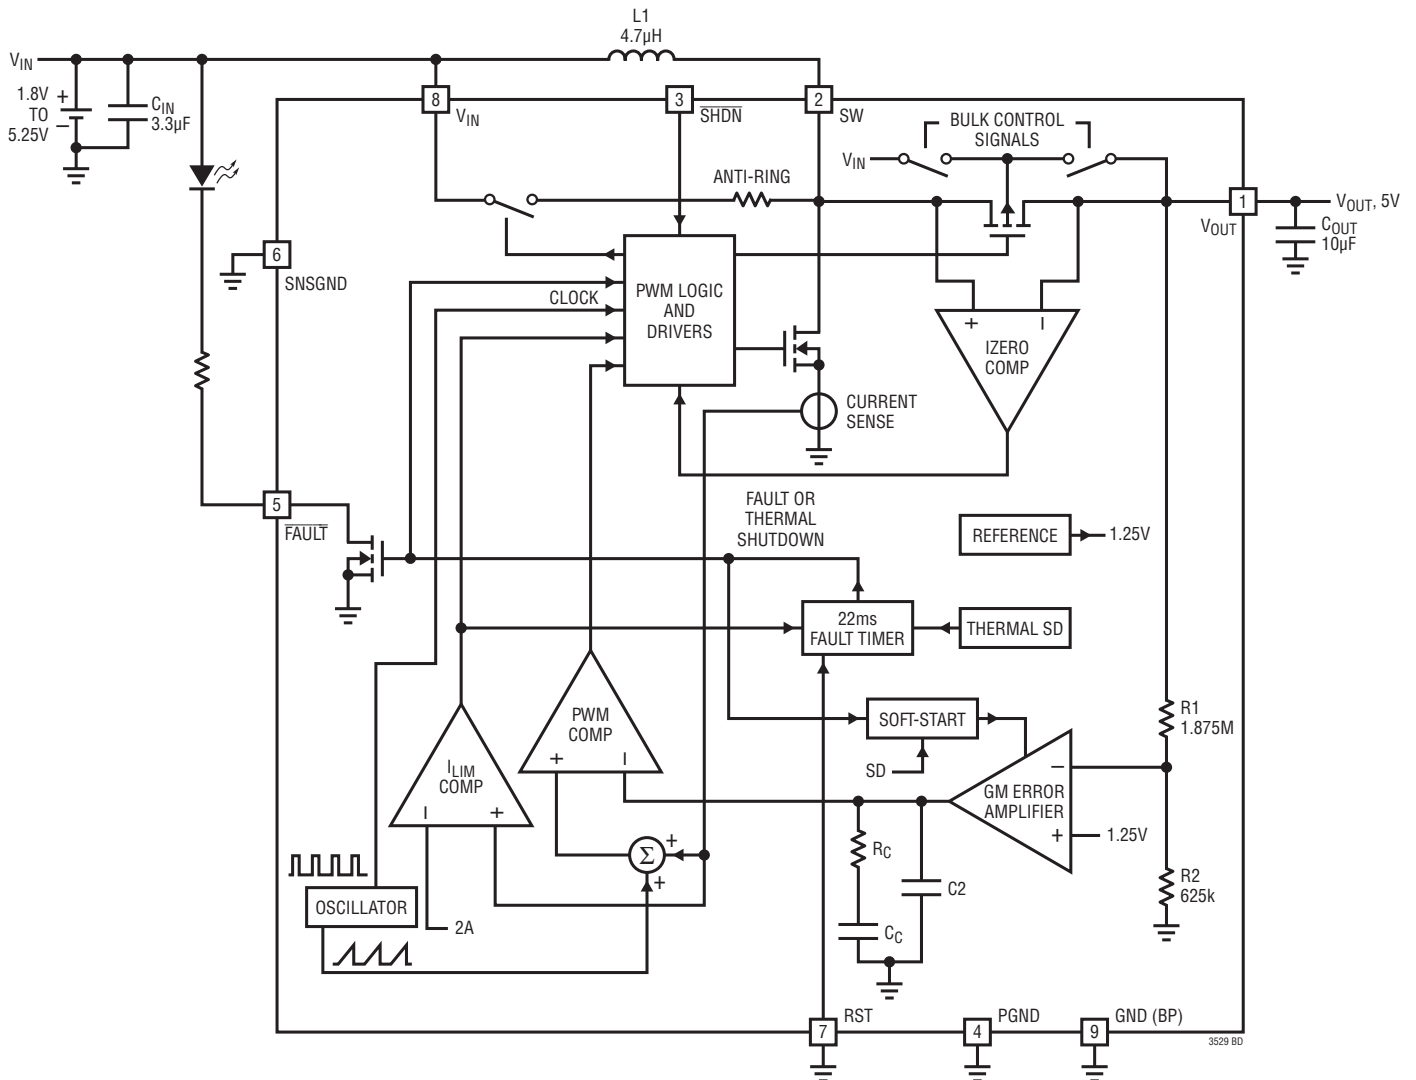 L1
4.7µH
VIN
1.8V
TO
5.25V
+
–
CIN
3.3µF
8
VIN
3
SHDN
2
SW
BULK CONTROL
SIGNALS
VIN
ANTI-RING
1
VOUT
VOUT, 5V
COUT
10µF
6
SNSGND
CLOCK
PWM LOGIC
AND
DRIVERS
+
–
IZERO
COMP
CURRENT
SENSE
5
FAULT
FAULT OR
THERMAL
SHUTDOWN
REFERENCE
1.25V
22ms
FAULT TIMER
THERMAL SD
SOFT-START
SD
R1
1.875M
PWM
COMP
+
–
ILIM
COMP
–
+
–
GM ERROR
AMPLIFIER
+
1.25V
Σ
+
+
RC
C2
CC
R2
625k
OSCILLATOR
2A
7
RST
4
PGND
9
GND (BP)
3529 BD